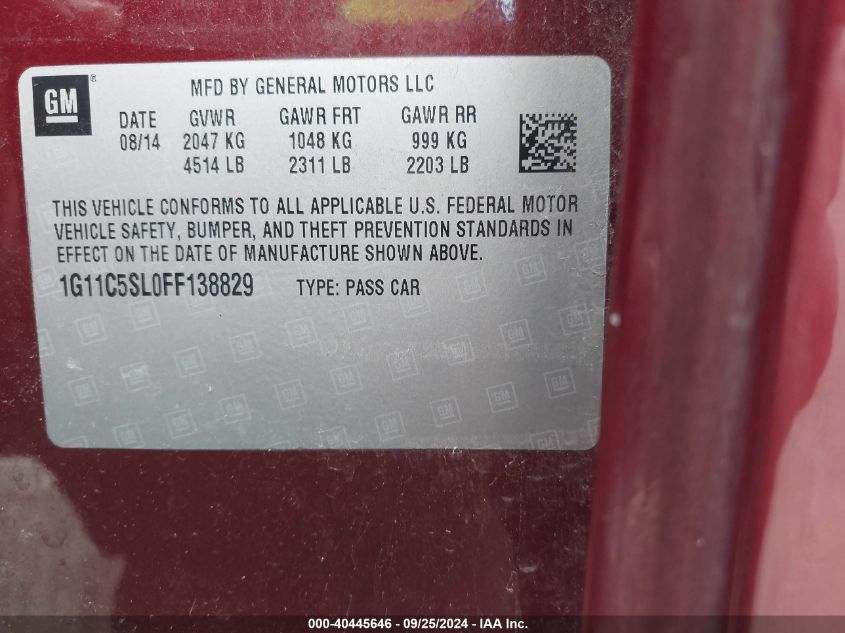 GM ®
MFD BY GENERAL MOTORS LLC
DATE GVWR GAWR FRT GAWR RR
08/14 2047 KG 1048 KG 999 KG
4514 LB 2311 LB 2203 LB
THIS VEHICLE CONFORMS TO ALL APPLICABLE U.S. FEDERAL MOTOR
VEHICLE SAFETY, BUMPER, AND THEFT PREVENTION STANDARDS IN
EFFECT ON THE DATE OF MANUFACTURE SHOWN ABOVE.
1G11C5SL0FF138829 TYPE: PASS CAR
000-40445646 / 09/25/2024 - IAA Inc.